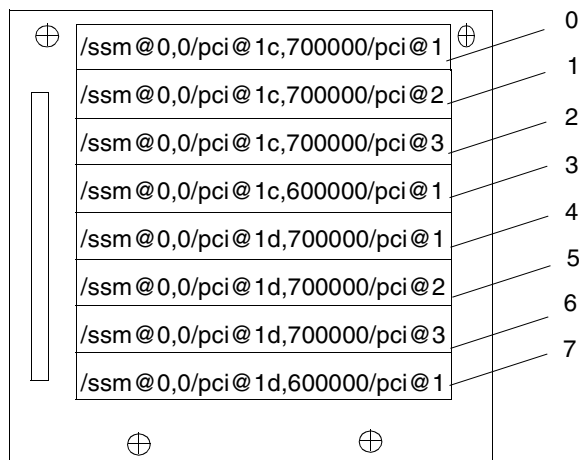 /ssm@0,0/pci@1c,700000/pci@1 0
/ssm@0,0/pci@1c,700000/pci@2 1
/ssm@0,0/pci@1c,700000/pci@3 2
/ssm@0,0/pci@1c,600000/pci@1 3
/ssm@0,0/pci@1d,700000/pci@1 4
/ssm@0,0/pci@1d,700000/pci@2 5
/ssm@0,0/pci@1d,700000/pci@3 6
/ssm@0,0/pci@1d,600000/pci@1 7